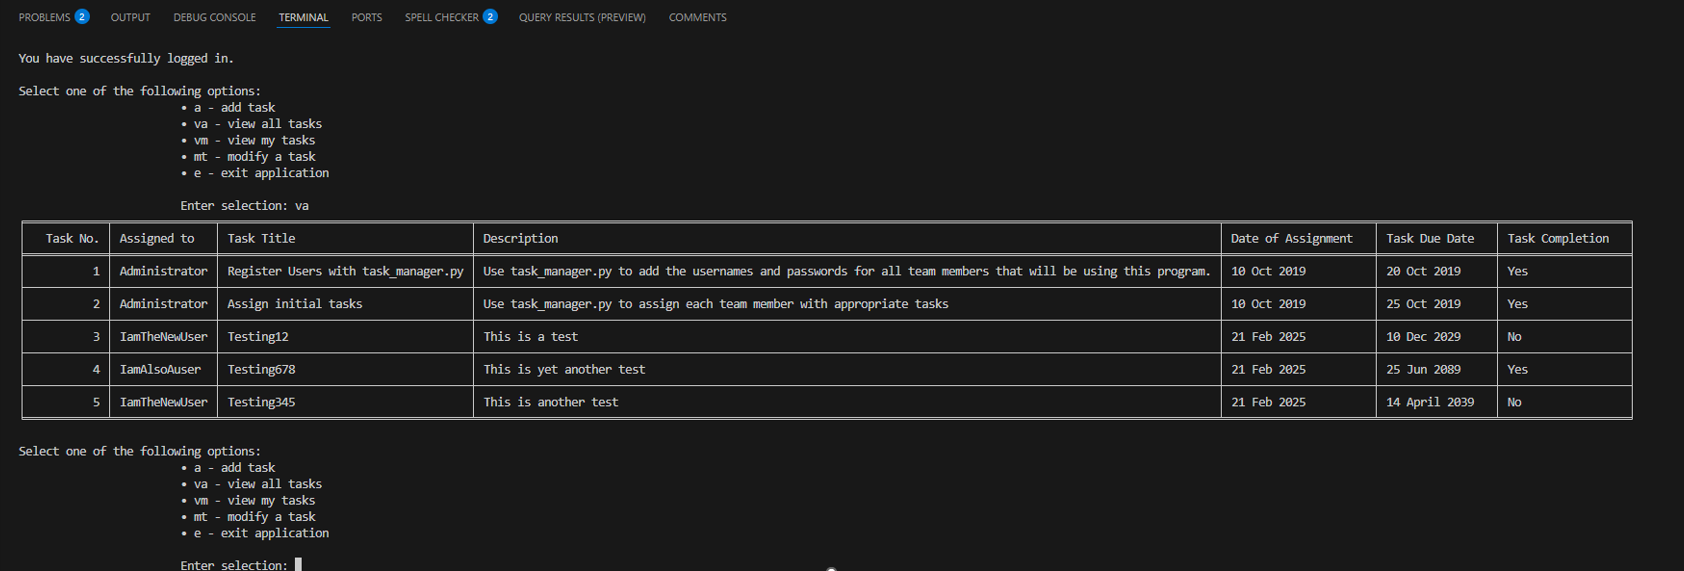 PROBLEMS 2 OUTPUT DEBUG CONSOLE TERMINAL PORTS SPELL CHECKER 2 QUERY RESULTS (PREVIEW) COMMENTS
You have successfully logged in.
Select one of the following options:
• a - add task
• va - view all tasks
• vm - view my tasks
• mt - modify a task
• e - exit application
Enter selection: va
Task No. Assigned to Task Title Description Date of Assignment Task Due Date Task Completion
1 Administrator Register Users with task_manager.py Use task_manager.py to add the usernames and passwords for all team members that will be using this program. 10 Oct 2019 20 Oct 2019 Yes
2 Administrator Assign initial tasks Use task_manager.py to assign each team member with appropriate tasks 10 Oct 2019 25 Oct 2019 Yes
3 IamTheNewUser Testing12 This is a test 21 Feb 2025 10 Dec 2029 No
4 IamAlsoAuser Testing678 This is yet another test 21 Feb 2025 25 Jun 2089 Yes
5 IamTheNewUser Testing345 This is another test 21 Feb 2025 14 April 2039 No
Select one of the following options:
• a - add task
• va - view all tasks
• vm - view my tasks
• mt - modify a task
• e - exit application
Enter selection: